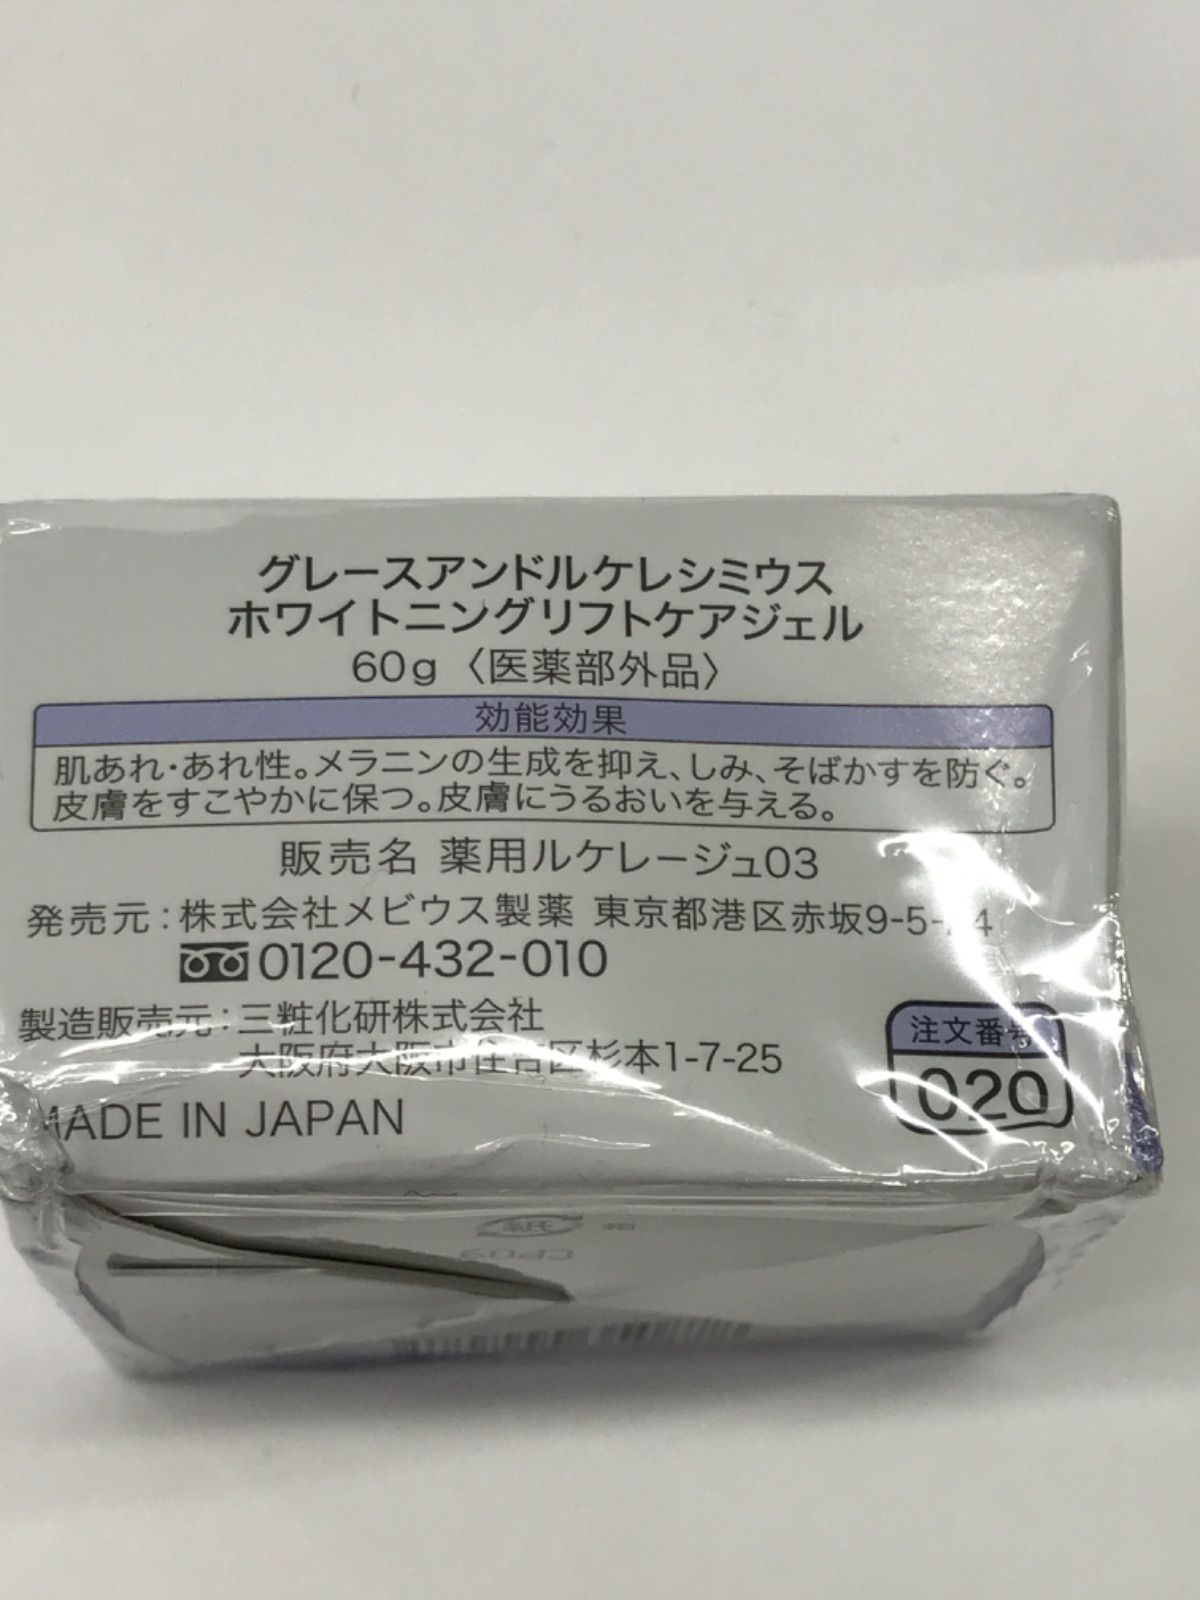 グレースアンドルケレシミウス
ホワイトニングリフトケアジェル
60g〈医薬部外品〉
効能効果
肌あれ・あれ性。メラニンの生成を抑え、しみ、そばかすを防ぐ。
皮膚をすこやかに保つ。皮膚にうるおいを与える。
販売名 薬用ルケレージュ03
発売元:株式会社メビウス製薬 東京都港区赤坂9-5-
0120-432-010
製造販売元:三粧化研株式会社
大阪府大阪市住吉区杉本1-7-25
注文番号
020
MADE IN JAPAN
紙 箱